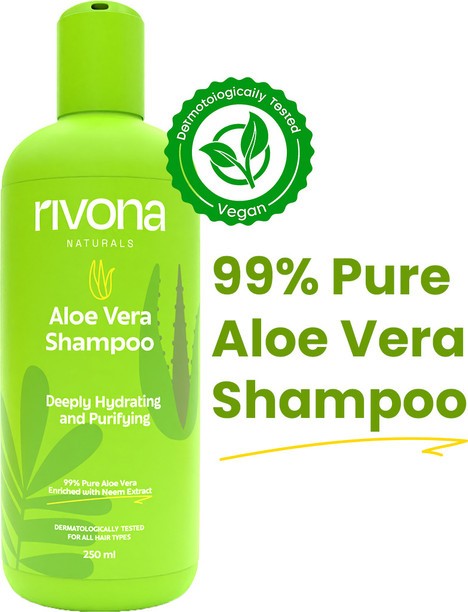 rivona
NATURALS
Aloe Vera
Shampoo
Deeply Hydrating
and Purifying
99% Pure Aloe Vera
Enriched with Neem Extract
DERMATOLOGICALLY TESTED
FOR ALL HAIR TYPES
250 ml
Dermotoiogically Tested
Vegan
99% Pure
Aloe Vera
Shampoo